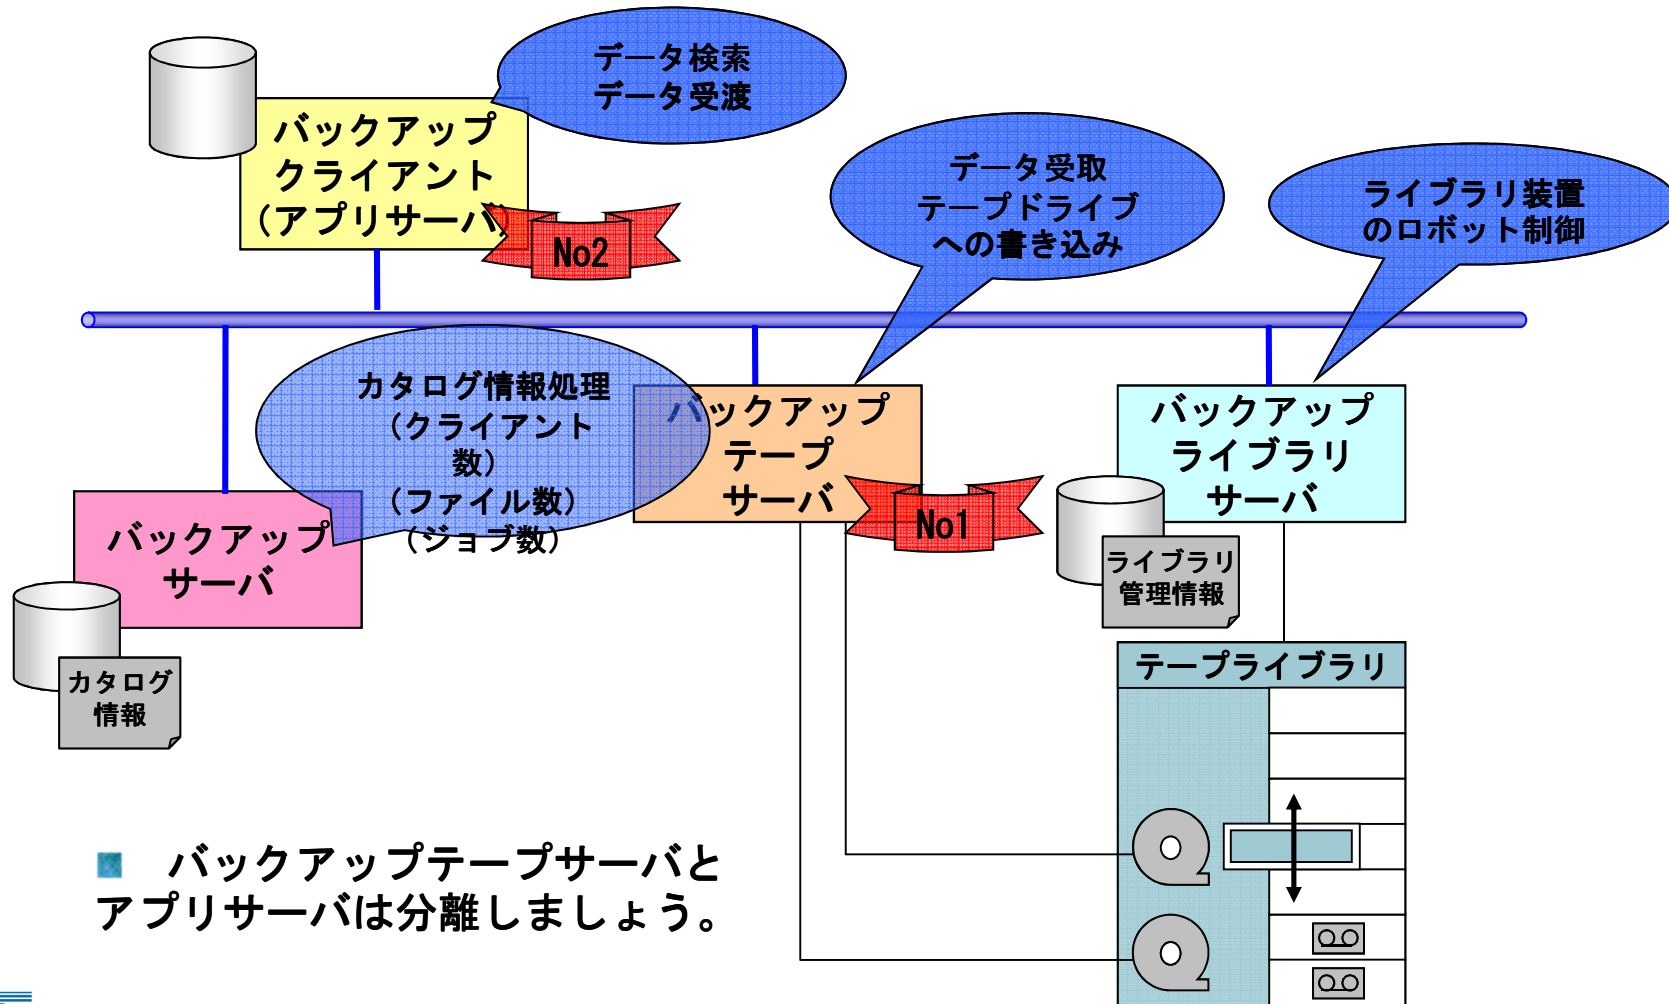 データ検索
データ受渡
バックアップ
クライアント
(アプリサーバ)
No2
データ受取
テープドライブ
への書き込み
ライブラリ装置
のロボット制御
カタログ情報処理
(クライアント
数)
(ファイル数)
(ジョブ数)
バックアップ
テープ
サーバ
No1
バックアップ
ライブラリ
サーバ
ライブラリ
管理情報
バックアップ
サーバ
カタログ
情報
テープライブラリ
■ バックアップテープサーバと
アプリサーバは分離しましょう。